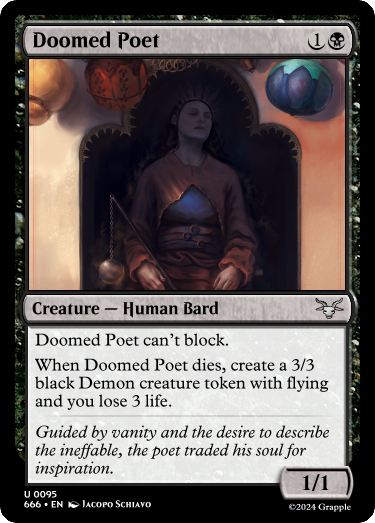 Doomed Poet
1
Creature — Human Bard
Doomed Poet can't block.
When Doomed Poet dies, create a 3/3
black Demon creature token with flying
and you lose 3 life.
Guided by vanity and the desire to describe
the ineffable, the poet traded his soul for
inspiration.
1/1
U 0095
666 • EN Jacopo Schiavo
©2024 Grapple